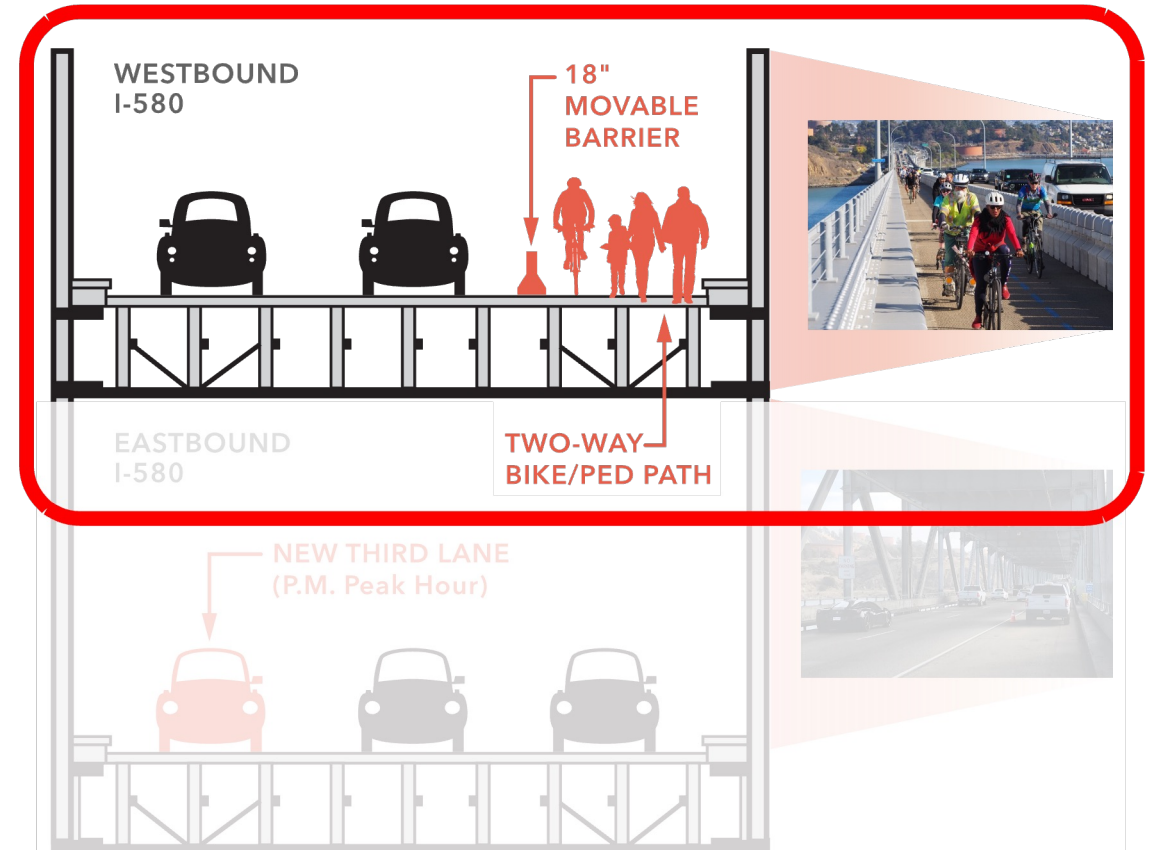 WESTBOUND
I-580
18"
MOVABLE
BARRIER
EASTBOUND
I-580
TWO-WAY
BIKE/PED PATH
NEW THIRD LANE
(P.M. Peak Hour)